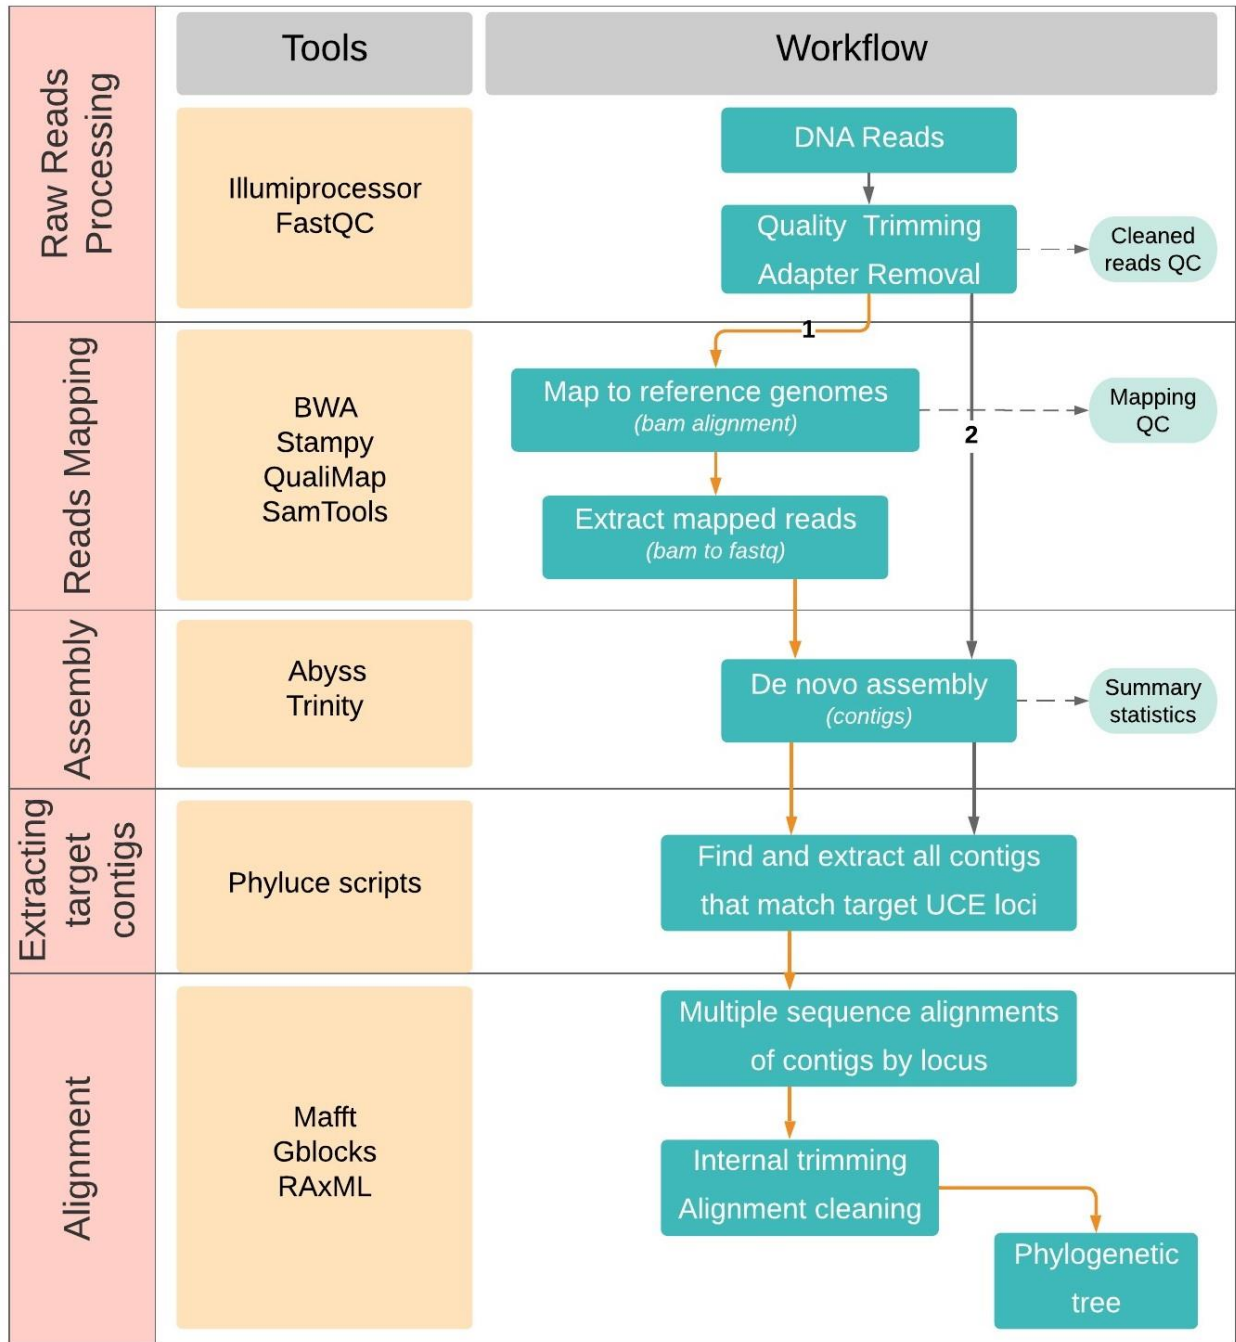 Tools
Workflow
Raw Reads
Processing
Illumiprocessor
FastQC
DNA Reads
Quality Trimming
Adapter Removal
Cleaned
reads QC
1
2
Reads Mapping
BWA
Stampy
QualiMap
SamTools
Map to reference genomes
(bam alignment)
Mapping
QC
Extract mapped reads
(bam to fastq)
Assembly
Abyss
Trinity
De novo assembly
(contigs)
Summary
statistics
Extracting
target
contigs
Phyluce scripts
Find and extract all contigs
that match target UCE loci
Alignment
Mafft
Gblocks
RAxML
Multiple sequence alignments
of contigs by locus
Internal trimming
Alignment cleaning
Phylogenetic
tree